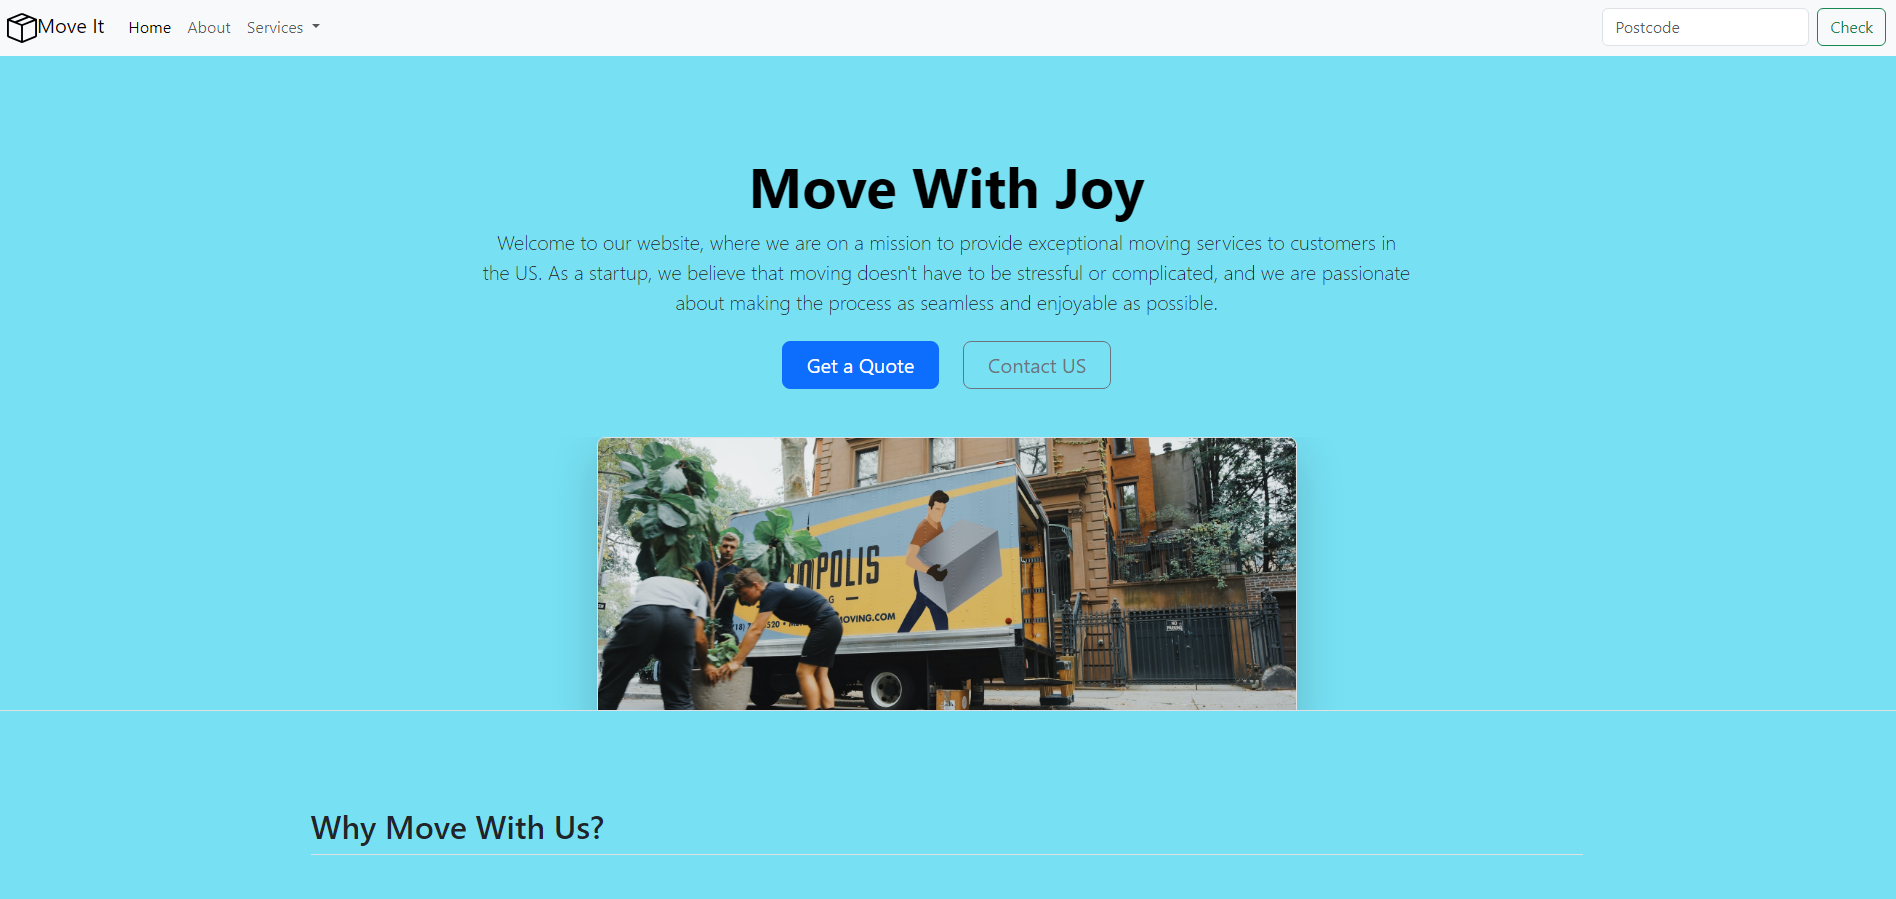 Move It
Home
About
Services
Postcode
Check
Move With Joy
Welcome to our website, where we are on a mission to provide exceptional moving services to customers in
the US. As a startup, we believe that moving doesn't have to be stressful or complicated, and we are passionate
about making the process as seamless and enjoyable as possible.
Get a Quote
Contact US
POLIS
OVING.COM
NO
PARKING
Why Move With Us?